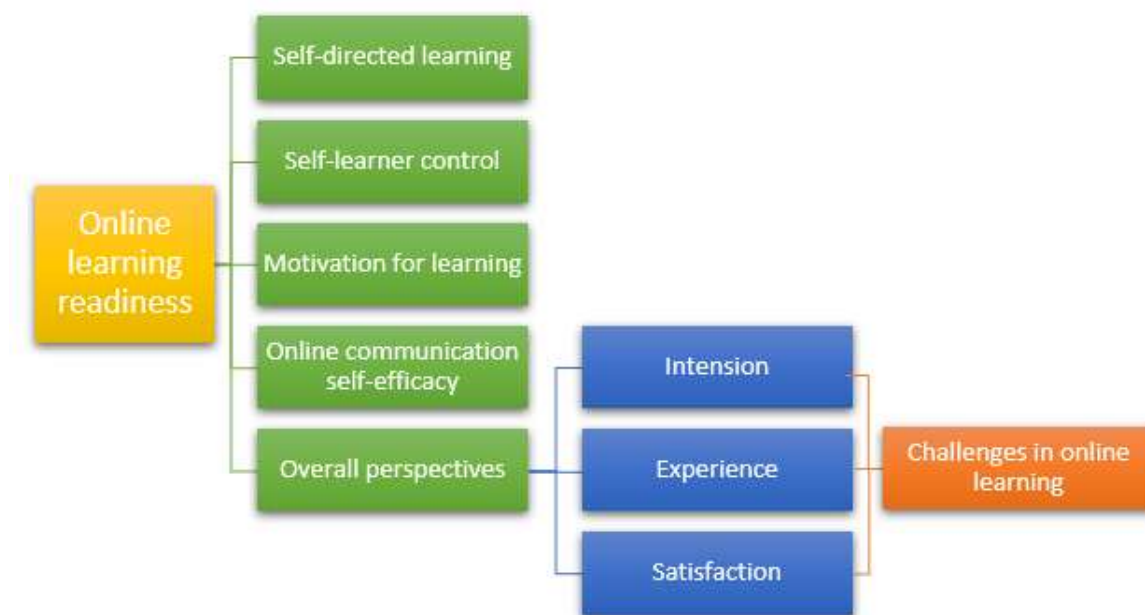 Online
learning
readiness
Self-directed learning
Self-learner control
Motivation for learning
Online communication
self-efficacy
Overall perspectives
Intension
Experience
Satisfaction
Challenges in online
learning